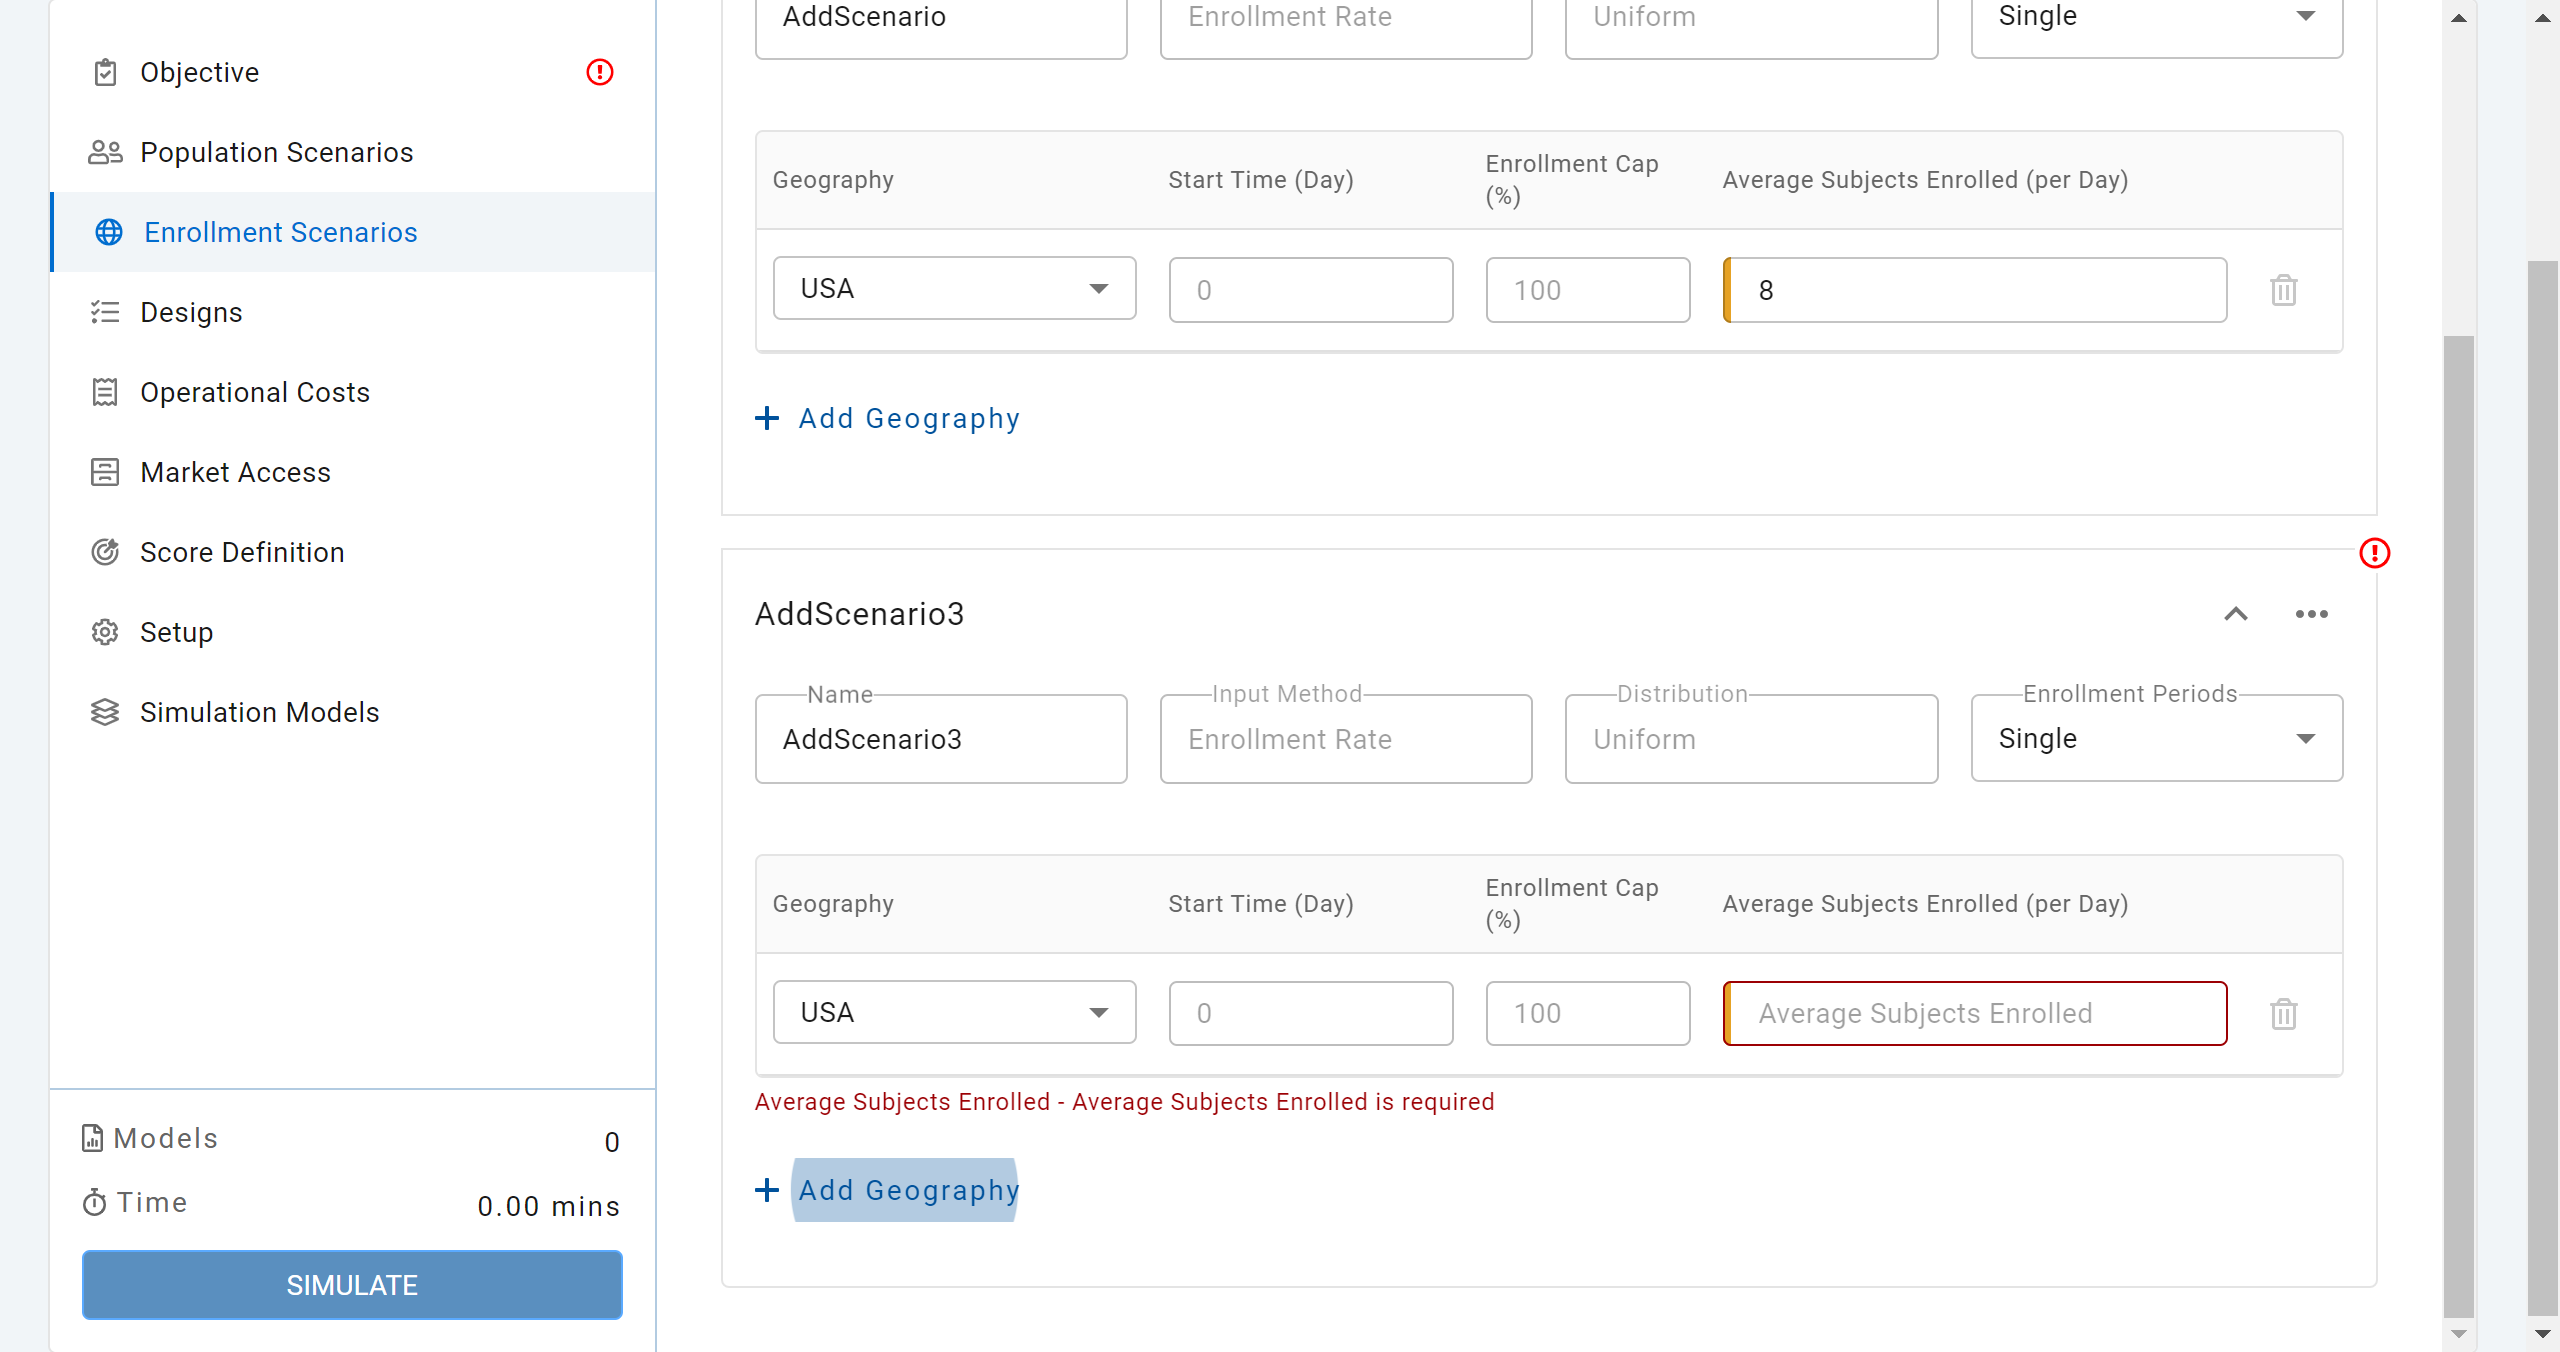 Objective
Population Scenarios
Enrollment Scenarios
Designs
Operational Costs
Market Access
Score Definition
Setup
Simulation Models
Models 0
Time 0.00 mins
SIMULATE
AddScenario Enrollment Rate Uniform Single
Geography Start Time (Day) Enrollment Cap (%) Average Subjects Enrolled (per Day)
USA 0 100 8
+ Add Geography
AddScenario3
Name Input Method Distribution Enrollment Periods
AddScenario3 Enrollment Rate Uniform Single
Geography Start Time (Day) Enrollment Cap (%) Average Subjects Enrolled (per Day)
USA 0 100 Average Subjects Enrolled
Average Subjects Enrolled - Average Subjects Enrolled is required
+ Add Geography